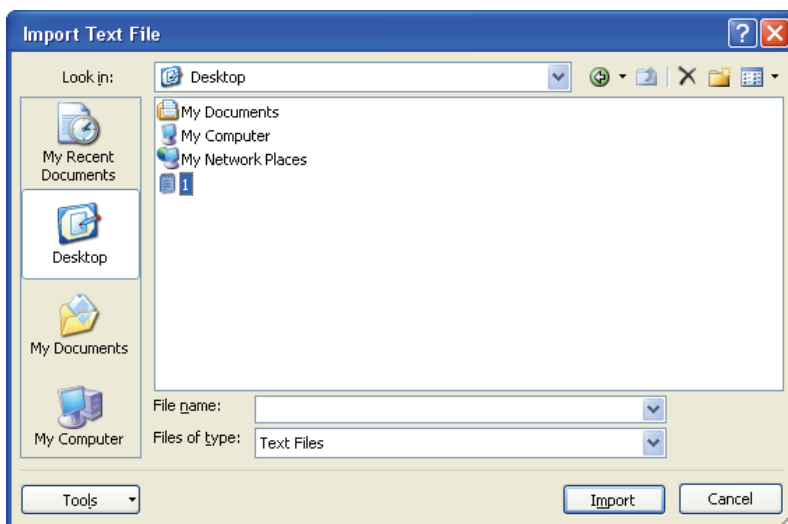 Import Text File
Look in:
Desktop
My Recent
Documents
Desktop
My Documents
My Computer
My Documents
My Computer
My Network Places
1
File name:
Files of type:
Text Files
Tools
Import
Cancel